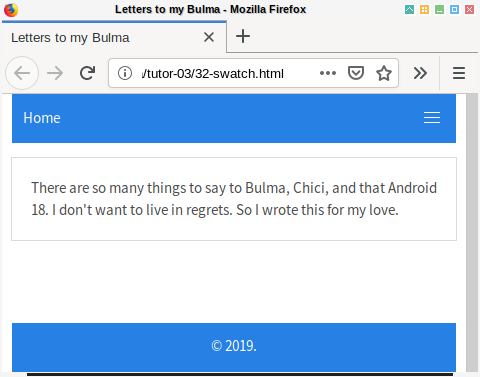 Letters to my Bulma - Mozilla Firefox
Letters to my Bulma
/tutor-03/32-swatch.html
Home
There are so many things to say to Bulma, Chici, and that Android
18. I don't want to live in regrets. So I wrote this for my love.
© 2019.